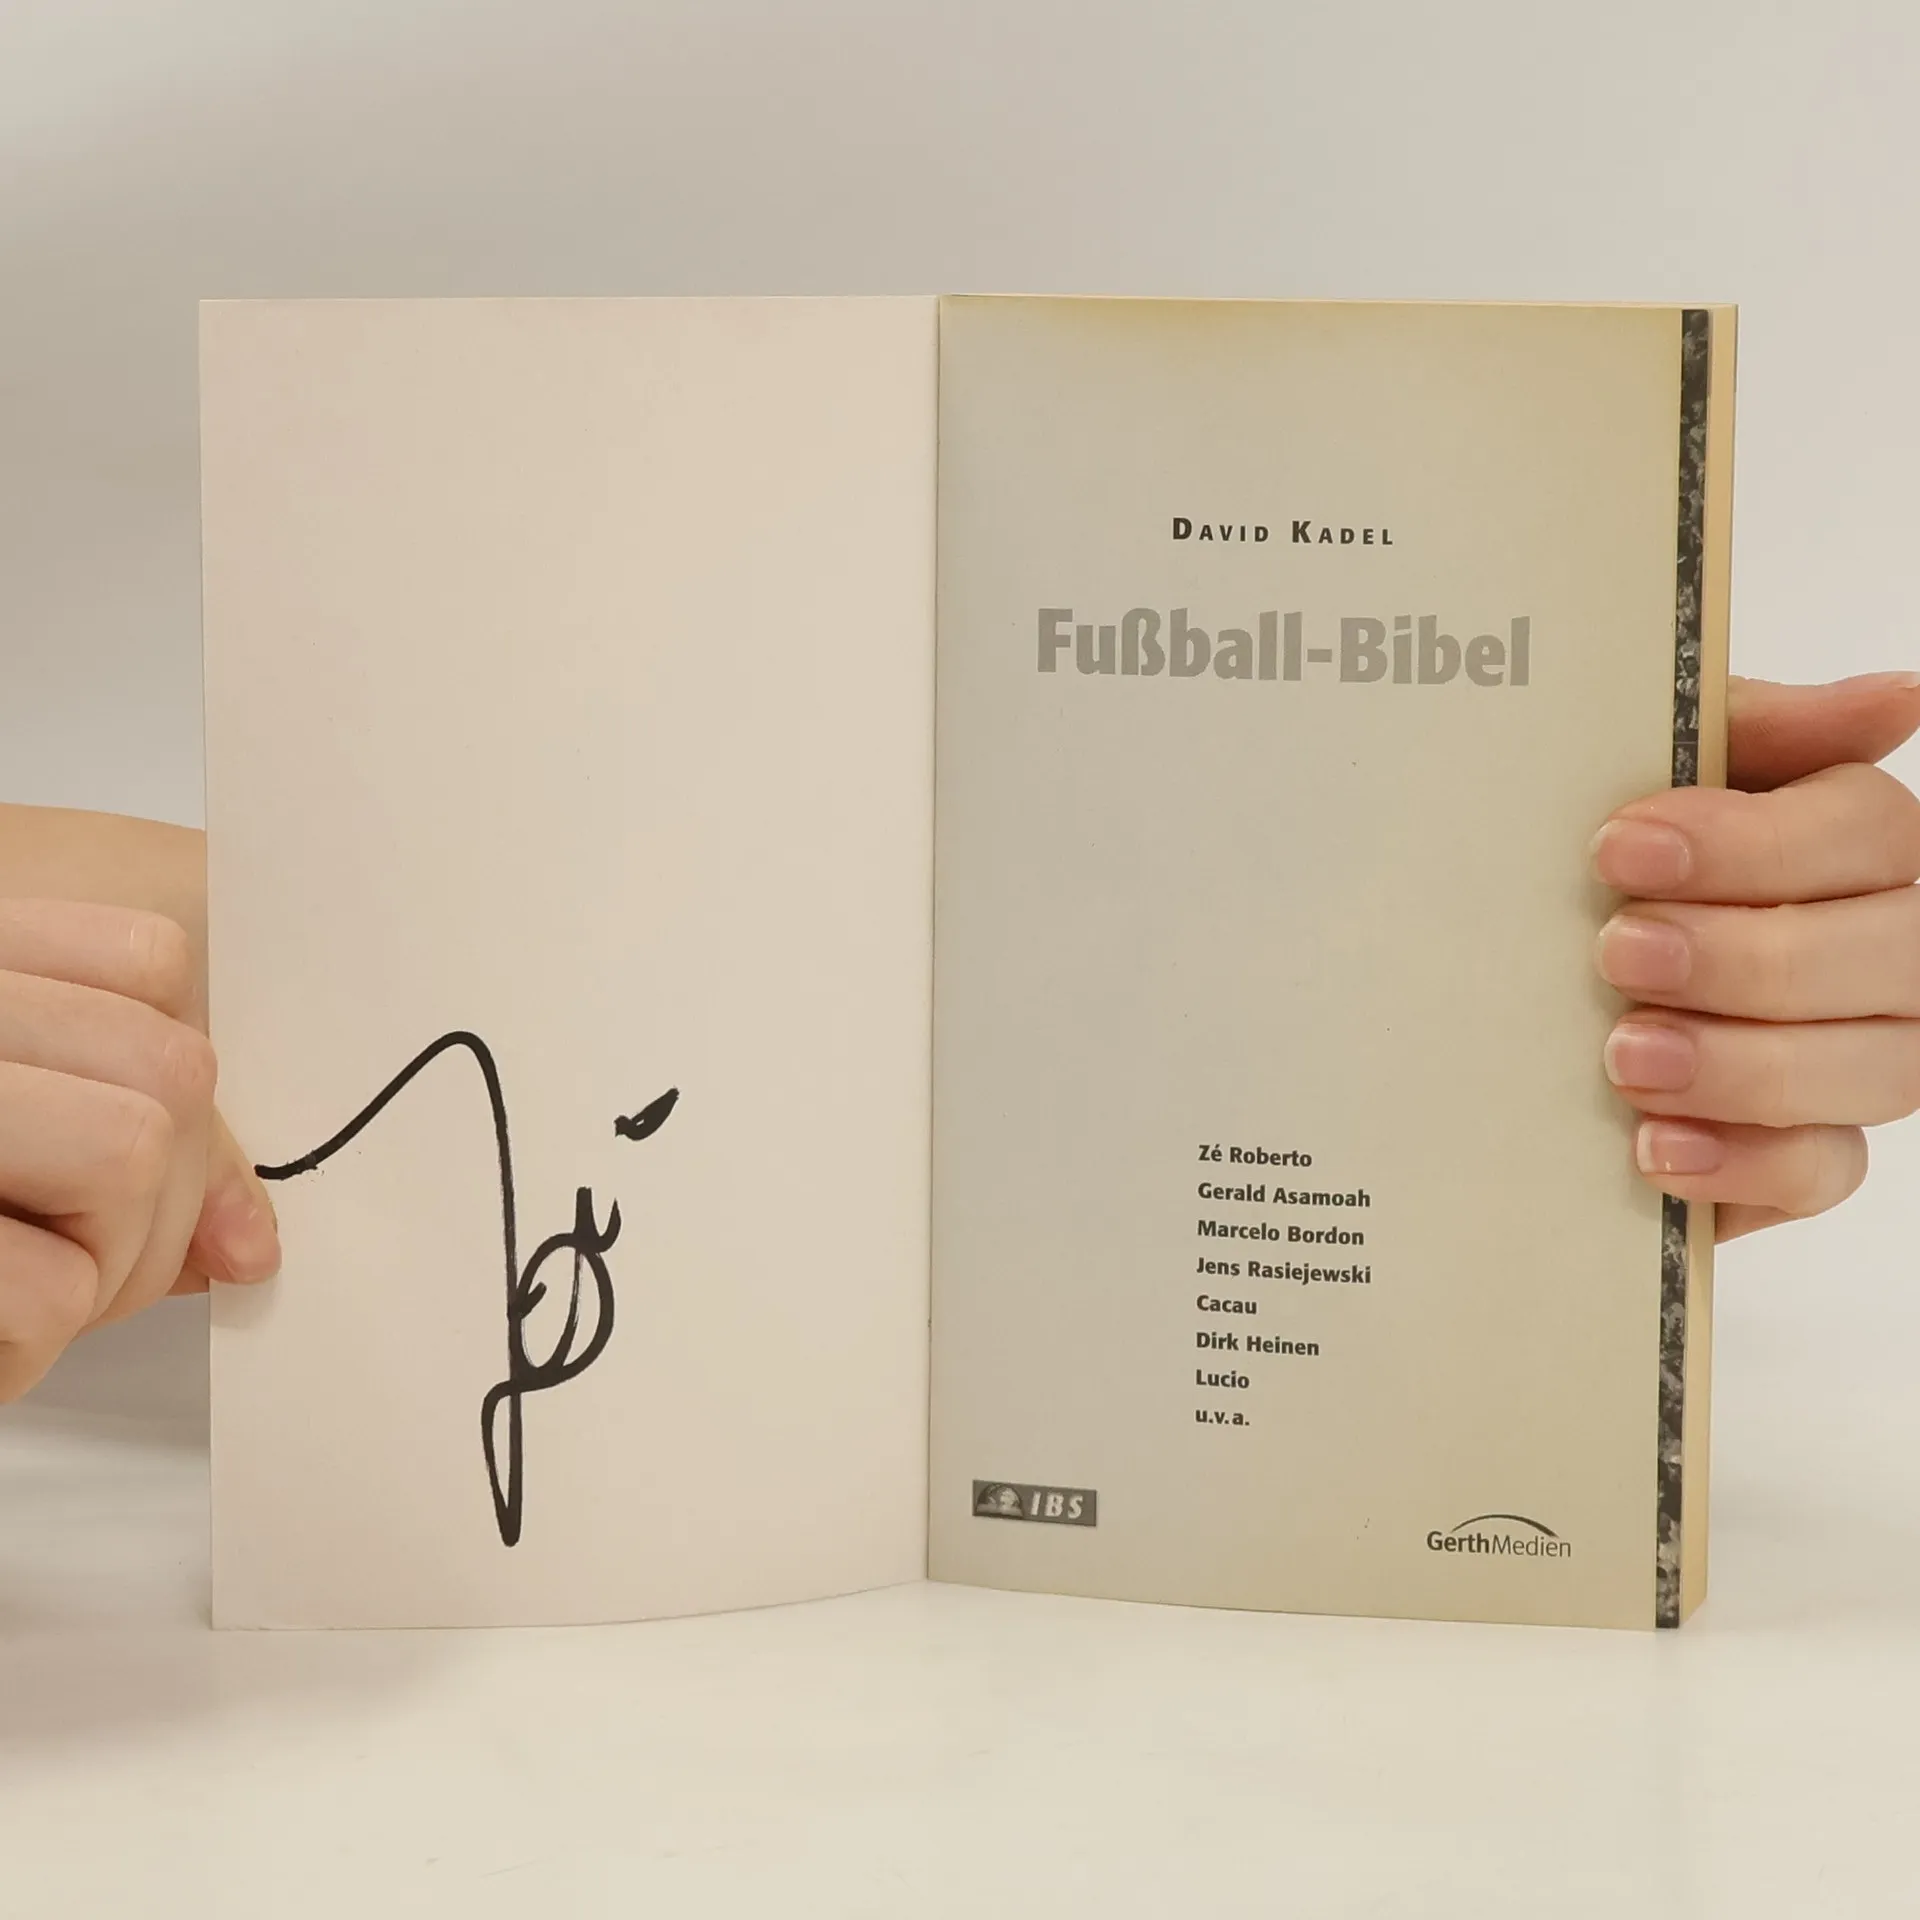 David Kadel
Fußball-Bibel
Zé Roberto
Gerald Asamoah
Marcelo Bordon
Jens Rasiejewski
Cacau
Dirk Heinen
Lucio
u.v.a.
IBS
GerthMedien